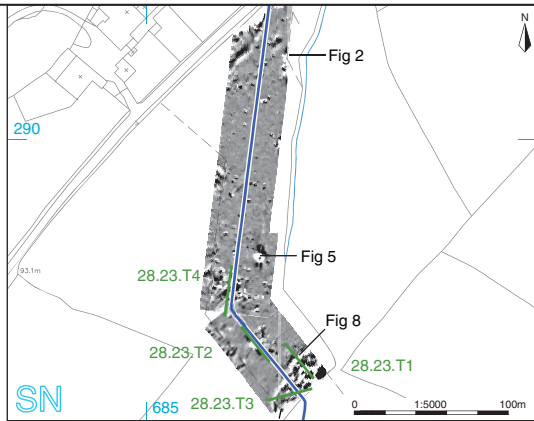 N
Fig 2
290
Fig 5
93.1m
28.23.T4
Fig 8
28.23.T2
28.23.T1
SN
685
28.23.T3
0
1:5000
100m